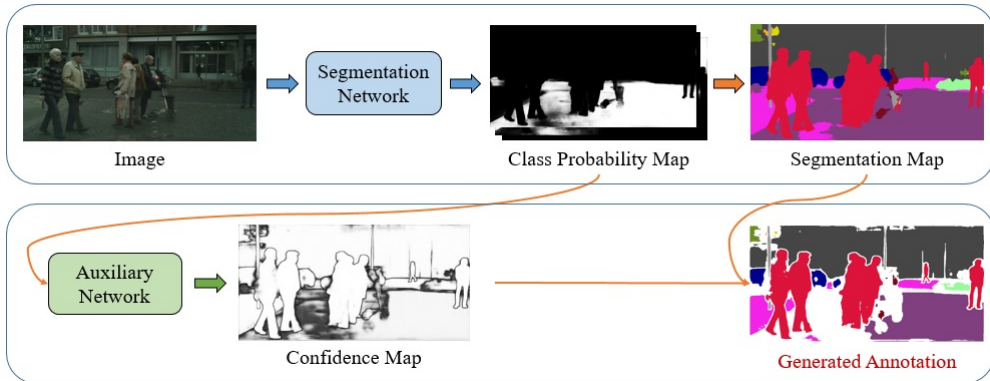 Segmentation
Network
Image
Class Probability Map
Segmentation Map
Auxiliary
Network
Confidence Map
Generated Annotation